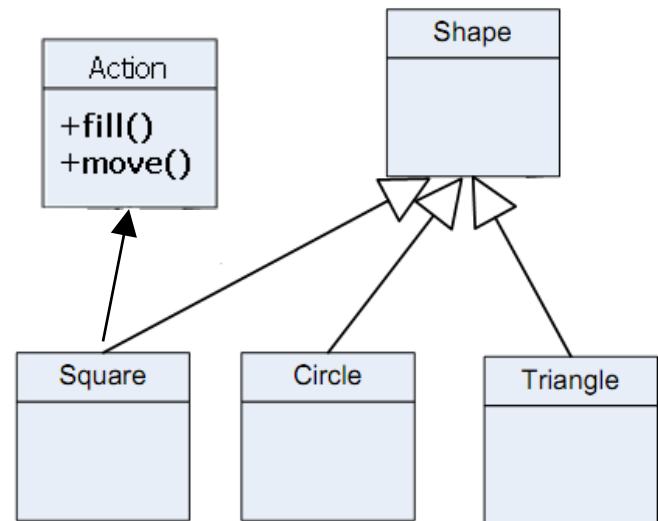 Action
+fill()
+move()
Shape
Square
Circle
Triangle